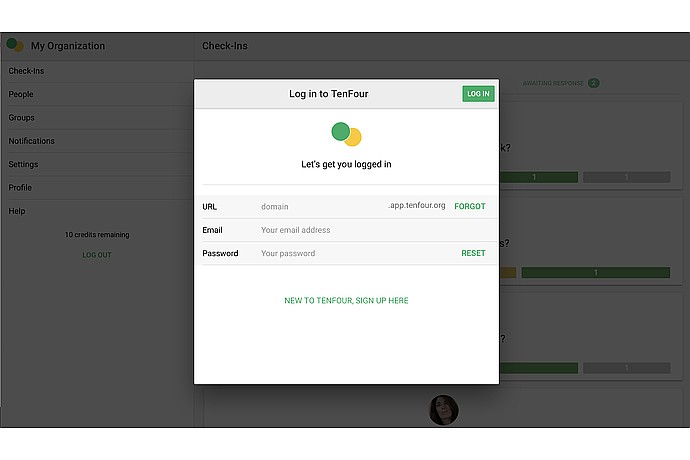 My Organization
Check-Ins
Check-Ins
People
Groups
Notifications
Settings
Profile
Help
10 credits remaining
LOG OUT
AWAITING RESPONSE 2
Log in to TenFour
LOG IN
Let's get you logged in
URL domain .app.tenfour.org FORGOT
Email Your email address
Password Your password RESET
NEW TO TENFOUR, SIGN UP HERE
k?
1 1
s?
1
?
1